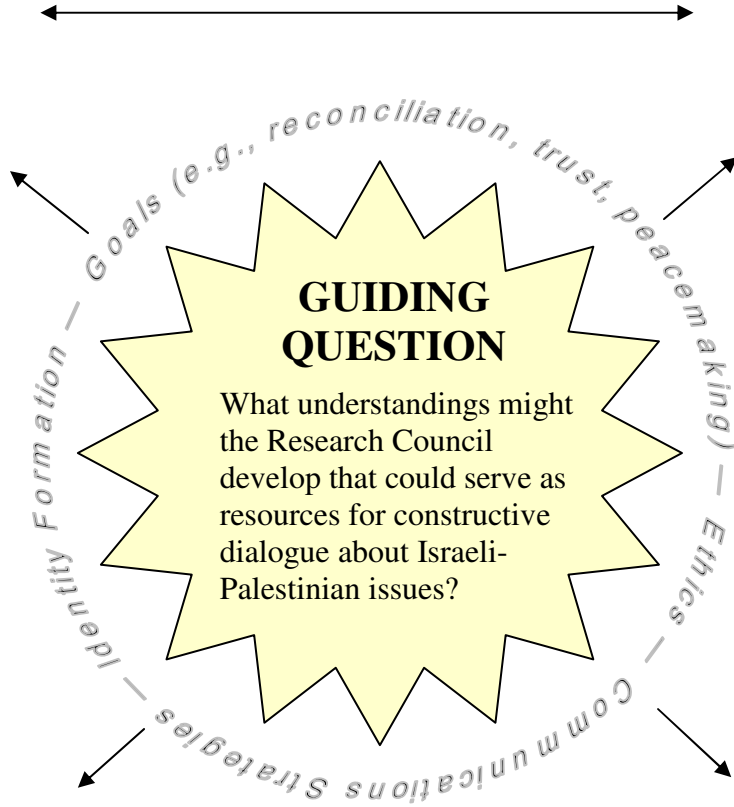 GUIDING
QUESTION
What understandings might
the Research Council
develop that could serve as
resources for constructive
dialogue about Israeli-
Palestinian issues?
Goals (e.g., reconciliation, trust, peacemaking) — Ethics — Communications Strategies — Identity Formation —